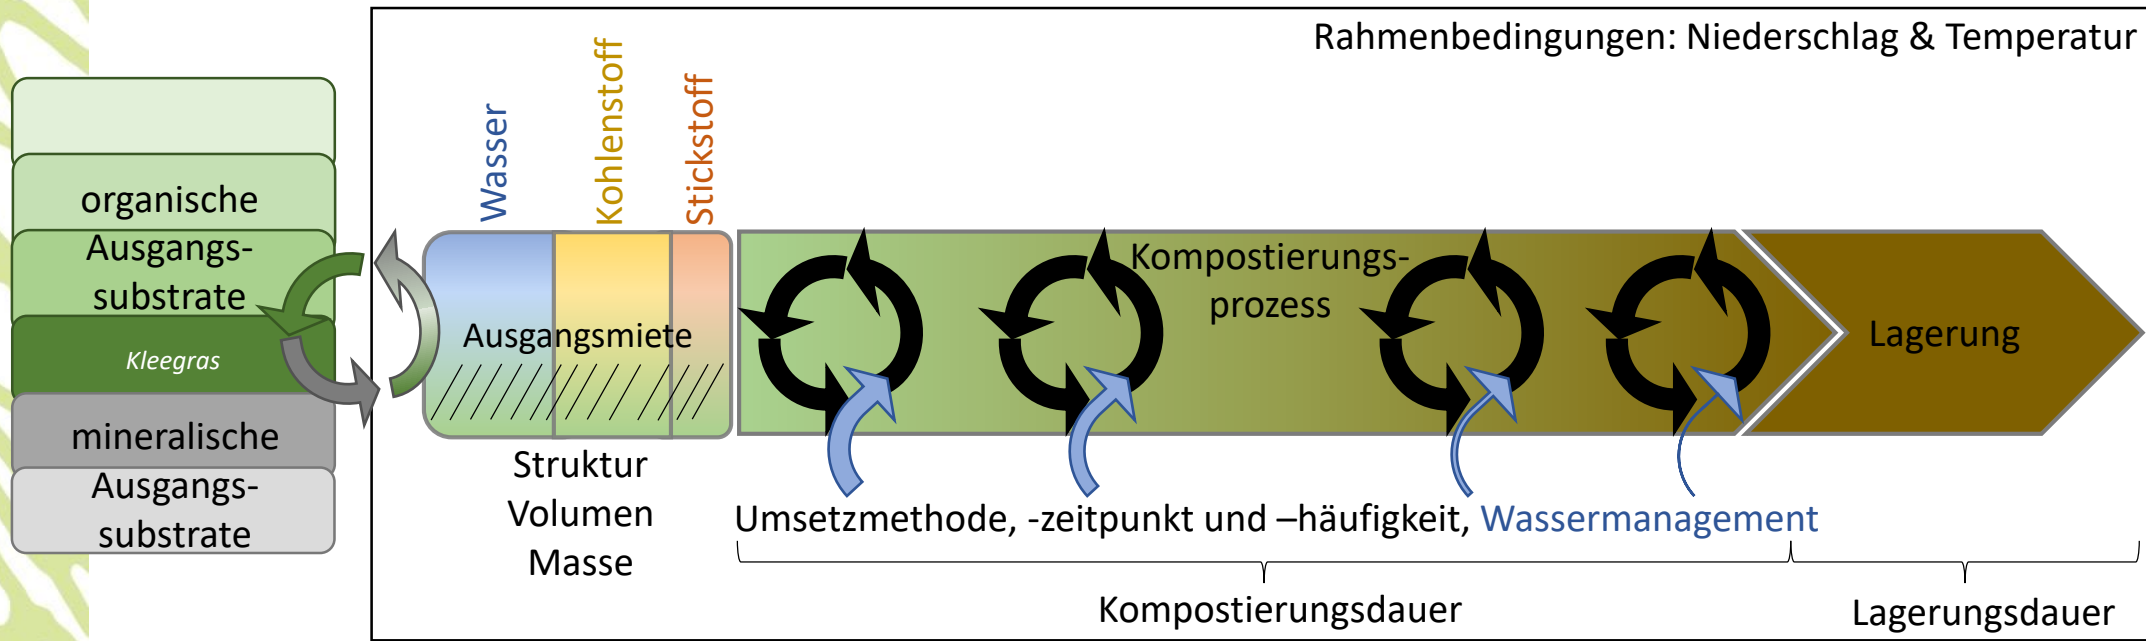 Rahmenbedingungen: Niederschlag & Temperatur
organische
Ausgangs-
substrate
Kleegras
mineralische
Ausgangs-
substrate
Wasser
Kohlenstoff
Stickstoff
Ausgangsmiete
Struktur
Volumen
Masse
Kompostierungs-
prozess
Lagerung
Umsetzmethode, -zeitpunkt und –häufigkeit, Wassermanagement
Kompostierungsdauer
Lagerungsdauer